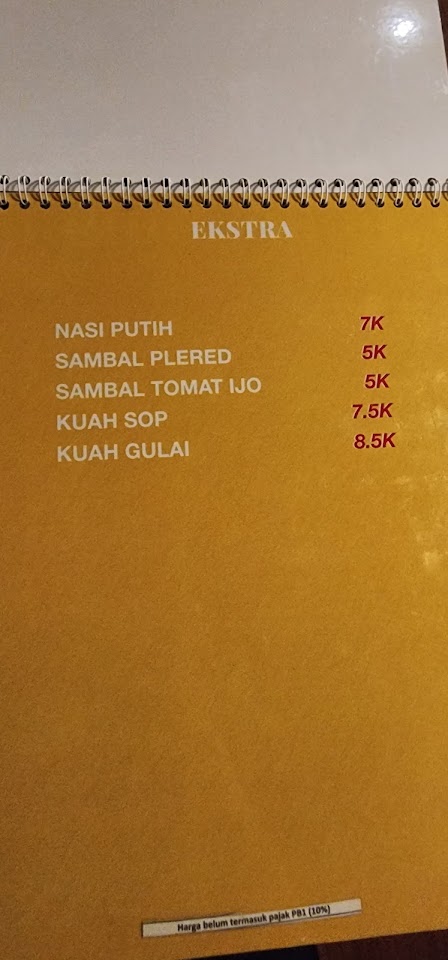 EKSTRA
NASI PUTIH 7K
SAMBAL PLERED 5K
SAMBAL TOMAT IJO 5K
KUAH SOP 7.5K
KUAH GULAI 8.5K
Harga belum termasuk pajak PB1 (10%)